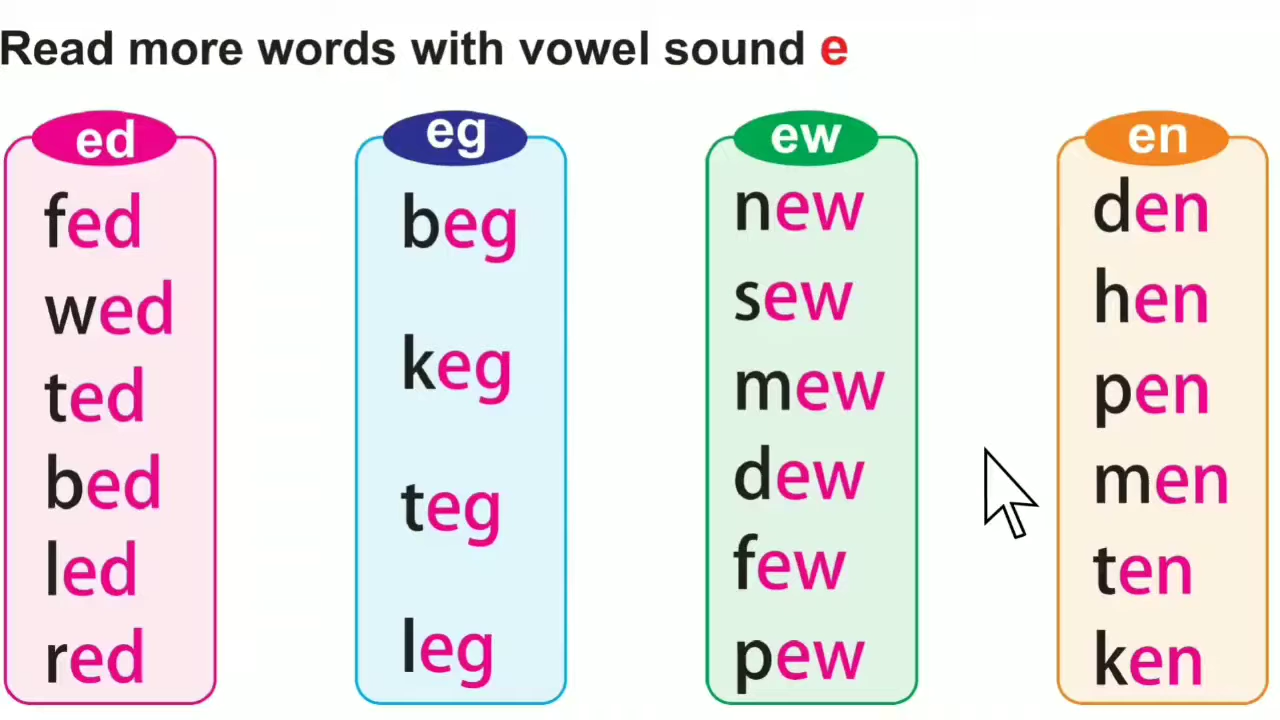 Read more words with vowel sound e
ed
fed
wed
ted
bed
led
red
eg
beg
keg
teg
leg
ew
new
sew
mew
dew
few
pew
en
den
hen
pen
men
ten
ken